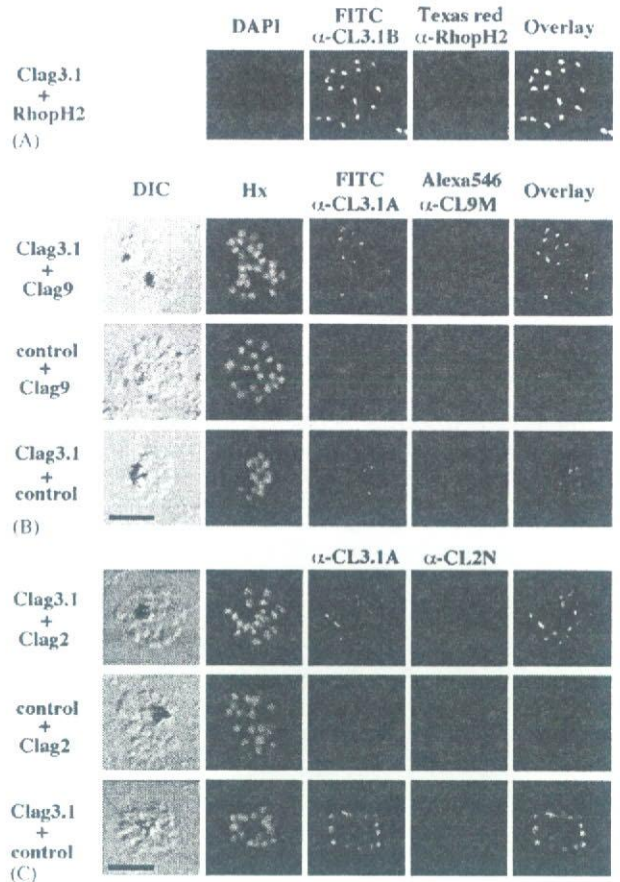 DAPI FITC α-CL3.1B Texas red α-RhopH2 Overlay
Clag3.1 + RhopH2
(A)
DIC Hx FITC α-CL3.1A Alexa546 α-CL9M Overlay
Clag3.1 + Clag9
control + Clag9
Clag3.1 + control
(B)
α-CL3.1A α-CL2N
Clag3.1 + Clag2
control + Clag2
Clag3.1 + control
(C)